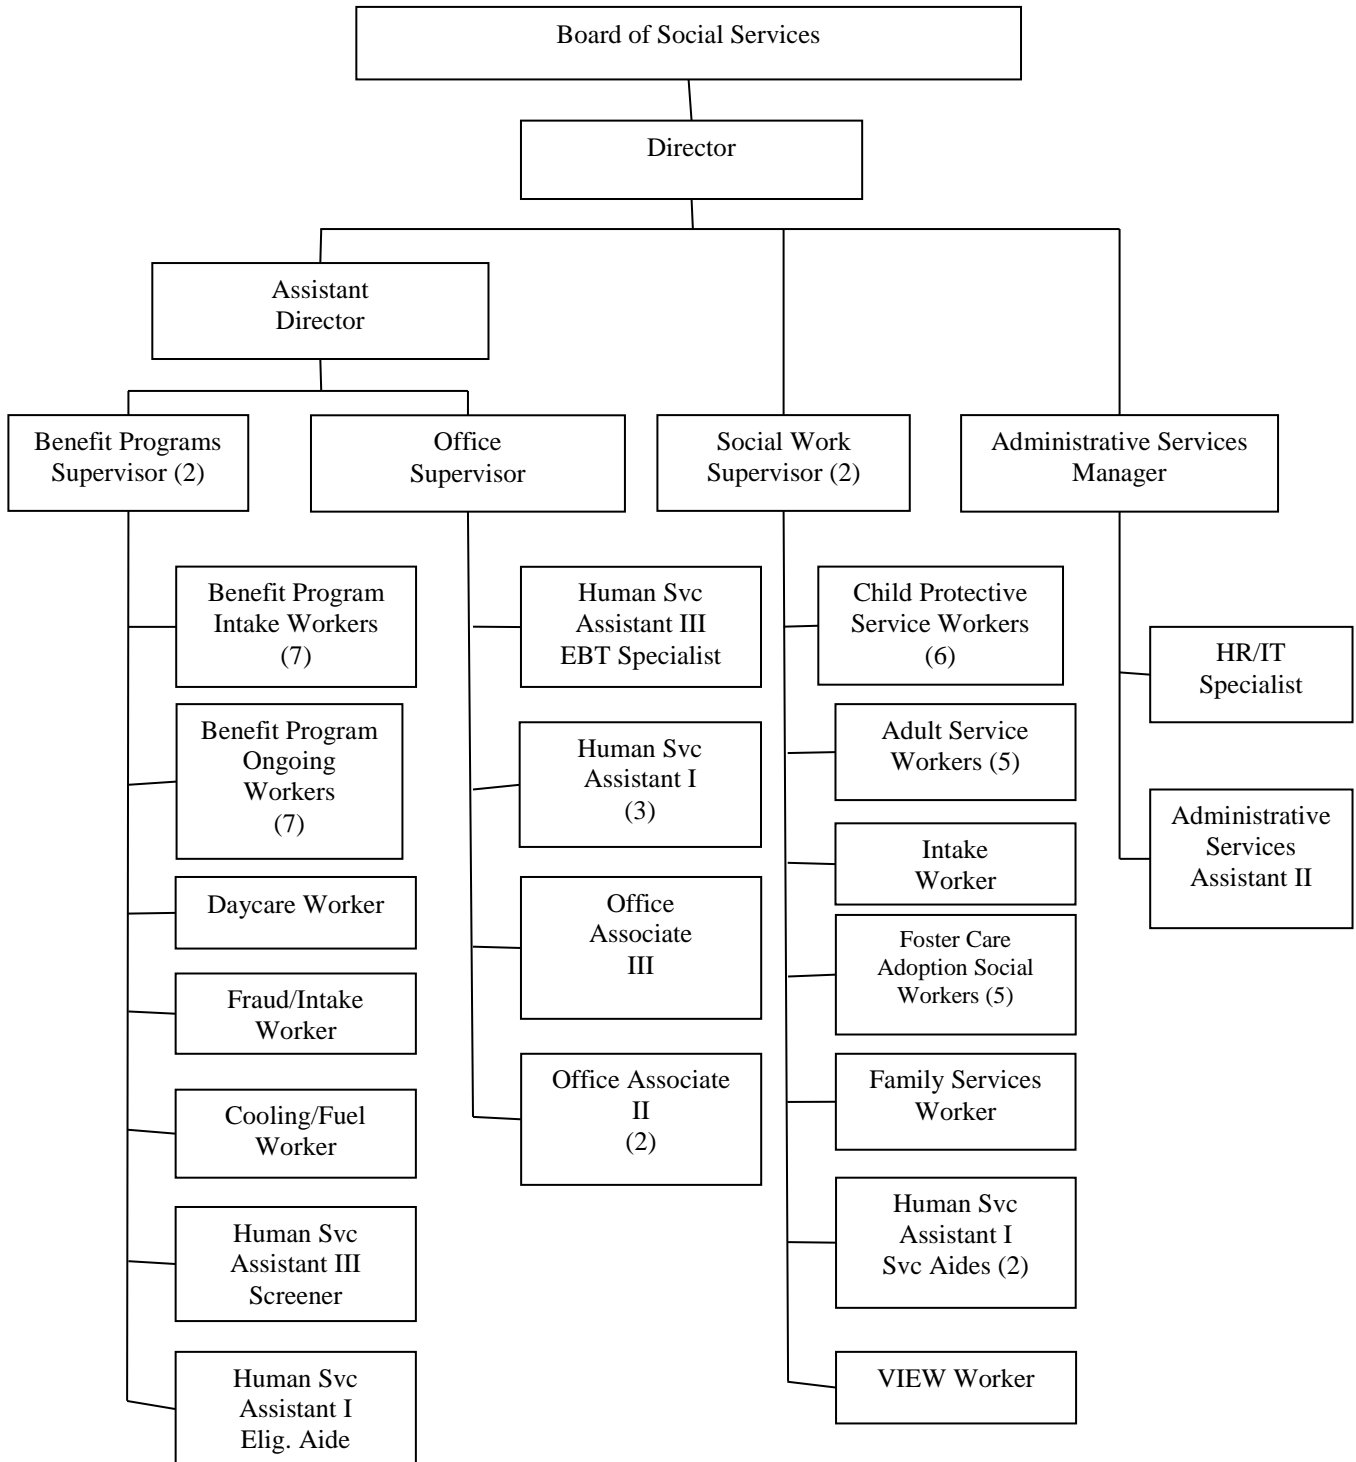 Board of Social Services
Director
Assistant
Director
Benefit Programs
Supervisor (2)
Office
Supervisor
Social Work
Supervisor (2)
Administrative Services
Manager
Benefit Program
Intake Workers
(7)
Benefit Program
Ongoing
Workers
(7)
Daycare Worker
Fraud/Intake
Worker
Cooling/Fuel
Worker
Human Svc
Assistant III
Screener
Human Svc
Assistant I
Elig. Aide
Human Svc
Assistant III
EBT Specialist
Human Svc
Assistant I
(3)
Office
Associate
III
Office Associate
II
(2)
Child Protective
Service Workers
(6)
Adult Service
Workers (5)
Intake
Worker
Foster Care
Adoption Social
Workers (5)
Family Services
Worker
Human Svc
Assistant I
Svc Aides (2)
VIEW Worker
HR/IT
Specialist
Administrative
Services
Assistant II